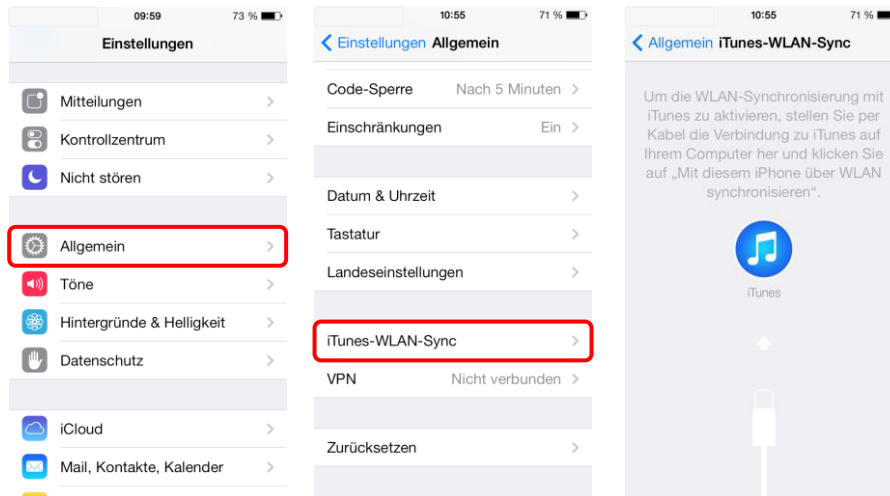 09:59 73 %
Einstellungen
Mitteilungen
Kontrollzentrum
Nicht stören
Allgemein
Töne
Hintergründe & Helligkeit
Datenschutz
iCloud
Mail, Kontakte, Kalender
10:55 71 %
Einstellungen Allgemein
Code-Sperre Nach 5 Minuten
Einschränkungen Ein
Datum & Uhrzeit
Tastatur
Landeseinstellungen
iTunes-WLAN-Sync
VPN Nicht verbunden
Zurücksetzen
10:55 71 %
Allgemein iTunes-WLAN-Sync
Um die WLAN-Synchronisierung mit
iTunes zu aktivieren, stellen Sie per
Kabel die Verbindung zu iTunes auf
Ihrem Computer her und klicken Sie
auf „Mit diesem iPhone über WLAN
synchronisieren“.
iTunes